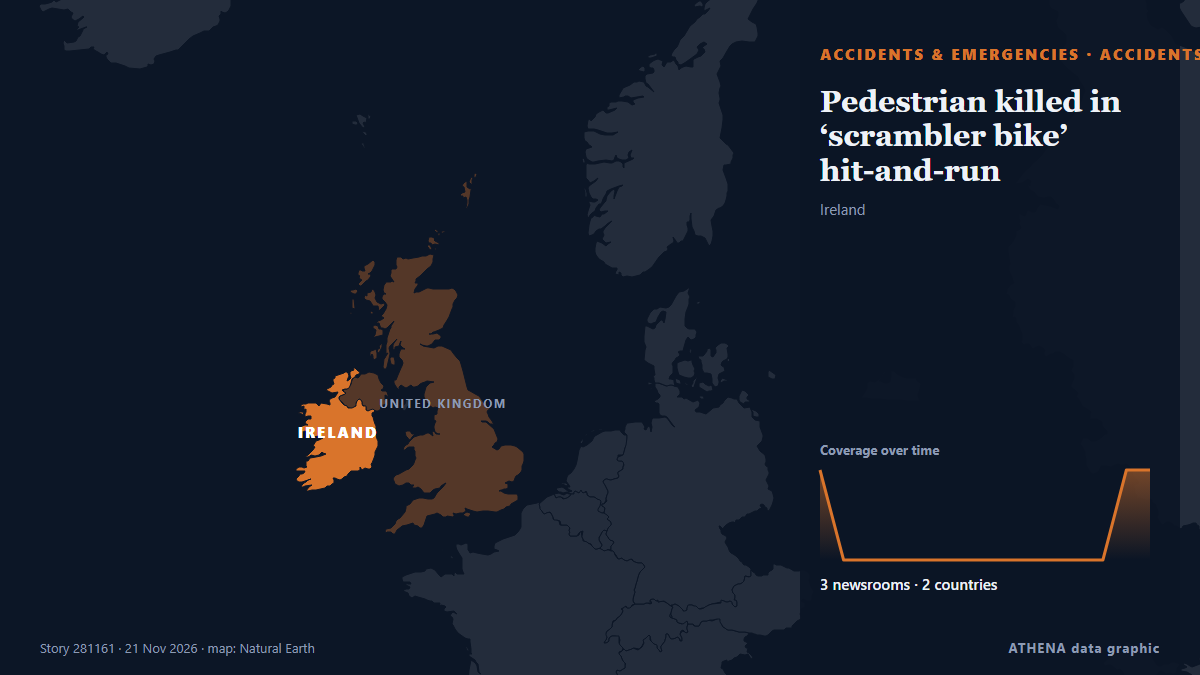 ACCIDENTS & EMERGENCIES · ACCIDENTS
Pedestrian killed in
‘scrambler bike’
hit-and-run
Ireland
UNITED KINGDOM
IRELAND
Coverage over time
3 newsrooms · 2 countries
Story 281161 · 21 Nov 2026 · map: Natural Earth
ATHENA data graphic